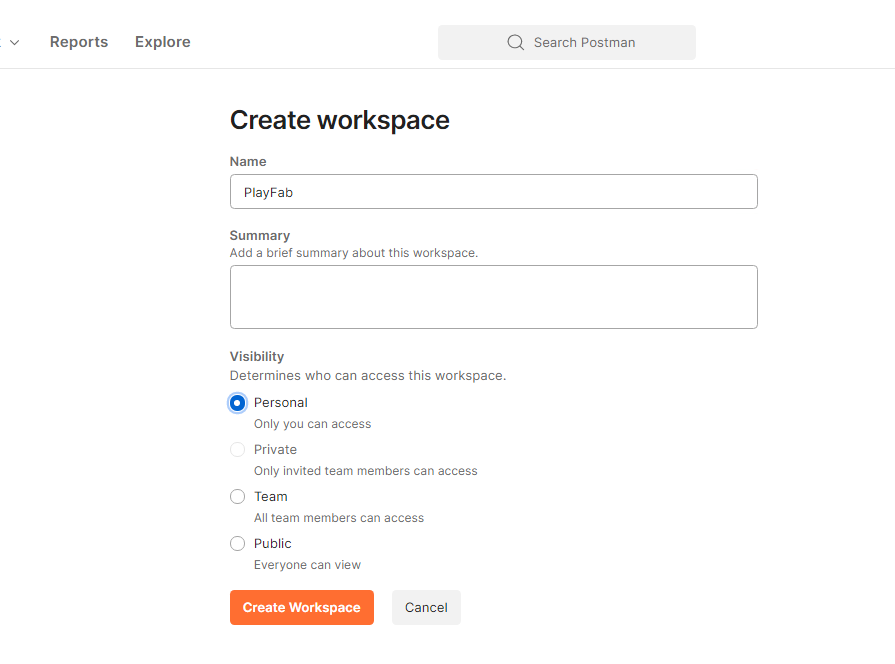 Reports Explore Search Postman
Create workspace
Name
PlayFab
Summary
Add a brief summary about this workspace.
Visibility
Determines who can access this workspace.
Personal
Only you can access
Private
Only invited team members can access
Team
All team members can access
Public
Everyone can view
Create Workspace Cancel